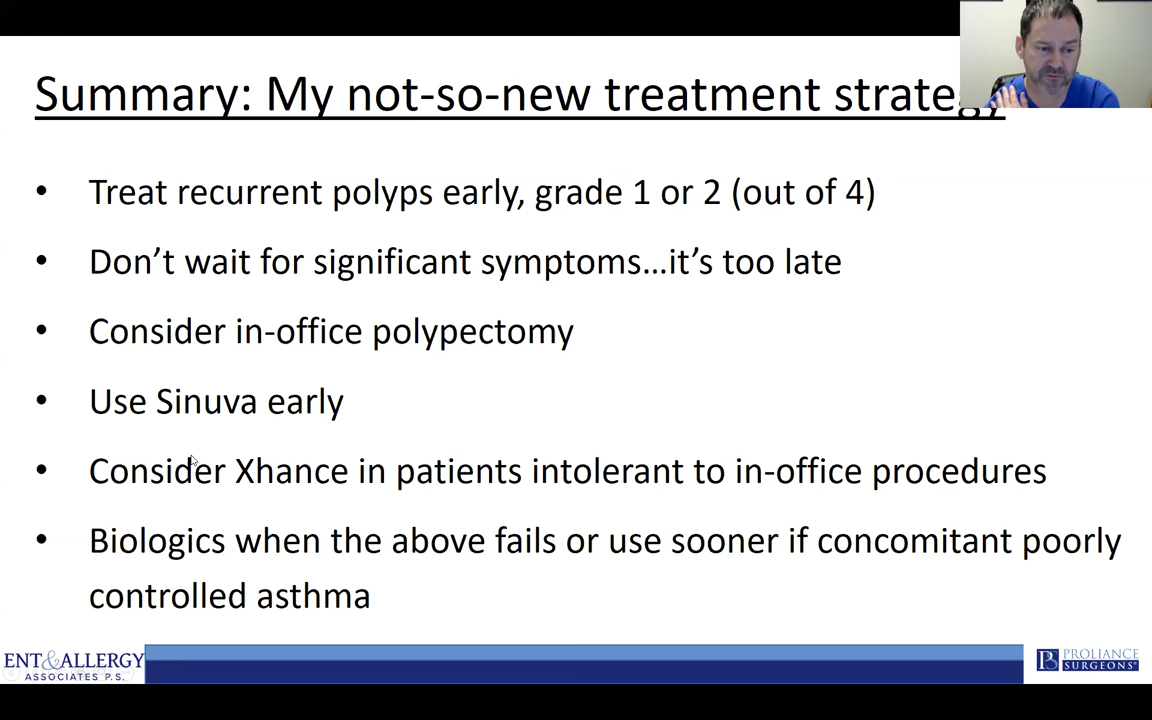 Summary: My not-so-new treatment strategy
• Treat recurrent polyps early, grade 1 or 2 (out of 4)
• Don’t wait for significant symptoms…it’s too late
• Consider in-office polypectomy
• Use Sinuva early
• Consider Xhance in patients intolerant to in-office procedures
• Biologics when the above fails or use sooner if concomitant poorly
controlled asthma
ENT&ALLERGY
ASSOCIATES P.S.
PS PROLIANCE
SURGEONS®